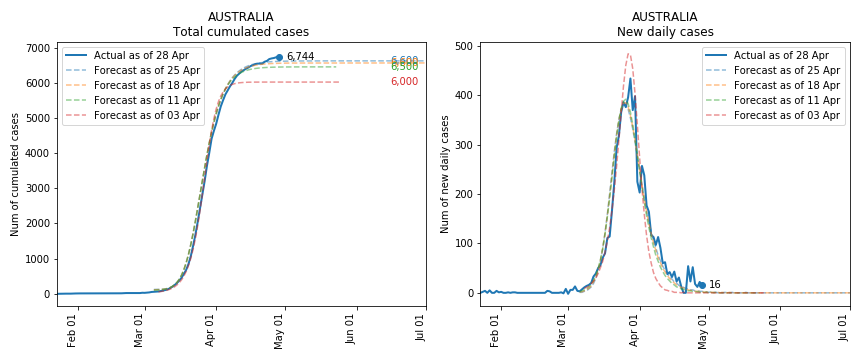 AUSTRALIA
Total cumulated cases
Num of cumulated cases
7000
6000
5000
4000
3000
2000
1000
0
Actual as of 28 Apr
Forecast as of 25 Apr
Forecast as of 18 Apr
Forecast as of 11 Apr
Forecast as of 03 Apr
6,744
6,600
6,500
6,000
Feb 01
Mar 01
Apr 01
May 01
Jun 01
Jul 01
AUSTRALIA
New daily cases
Num of new daily cases
500
400
300
200
100
0
Actual as of 28 Apr
Forecast as of 25 Apr
Forecast as of 18 Apr
Forecast as of 11 Apr
Forecast as of 03 Apr
16
Feb 01
Mar 01
Apr 01
May 01
Jun 01
Jul 01